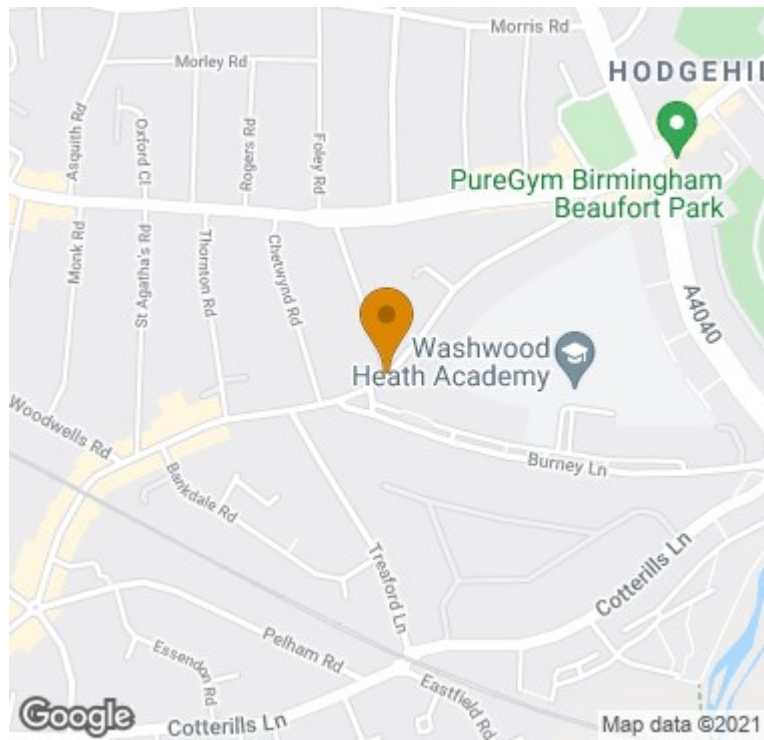 Morris Rd
Morley Rd
HODGEHIL
Asquith Rd
Oxford Cl
Rogers Rd
Foley Rd
PureGym Birmingham
Beaufort Park
Monk Rd
St Agatha's Rd
Thornton Rd
Chetwynd Rd
A4040
Washwood
Heath Academy
Woodwells Rd
Burney Ln
Bankdale Rd
Treaford Ln
Cotterills Ln
Pelham Rd
Essendon Rd
Eastfield Rd
Google
Cotterills Ln
Map data ©2021